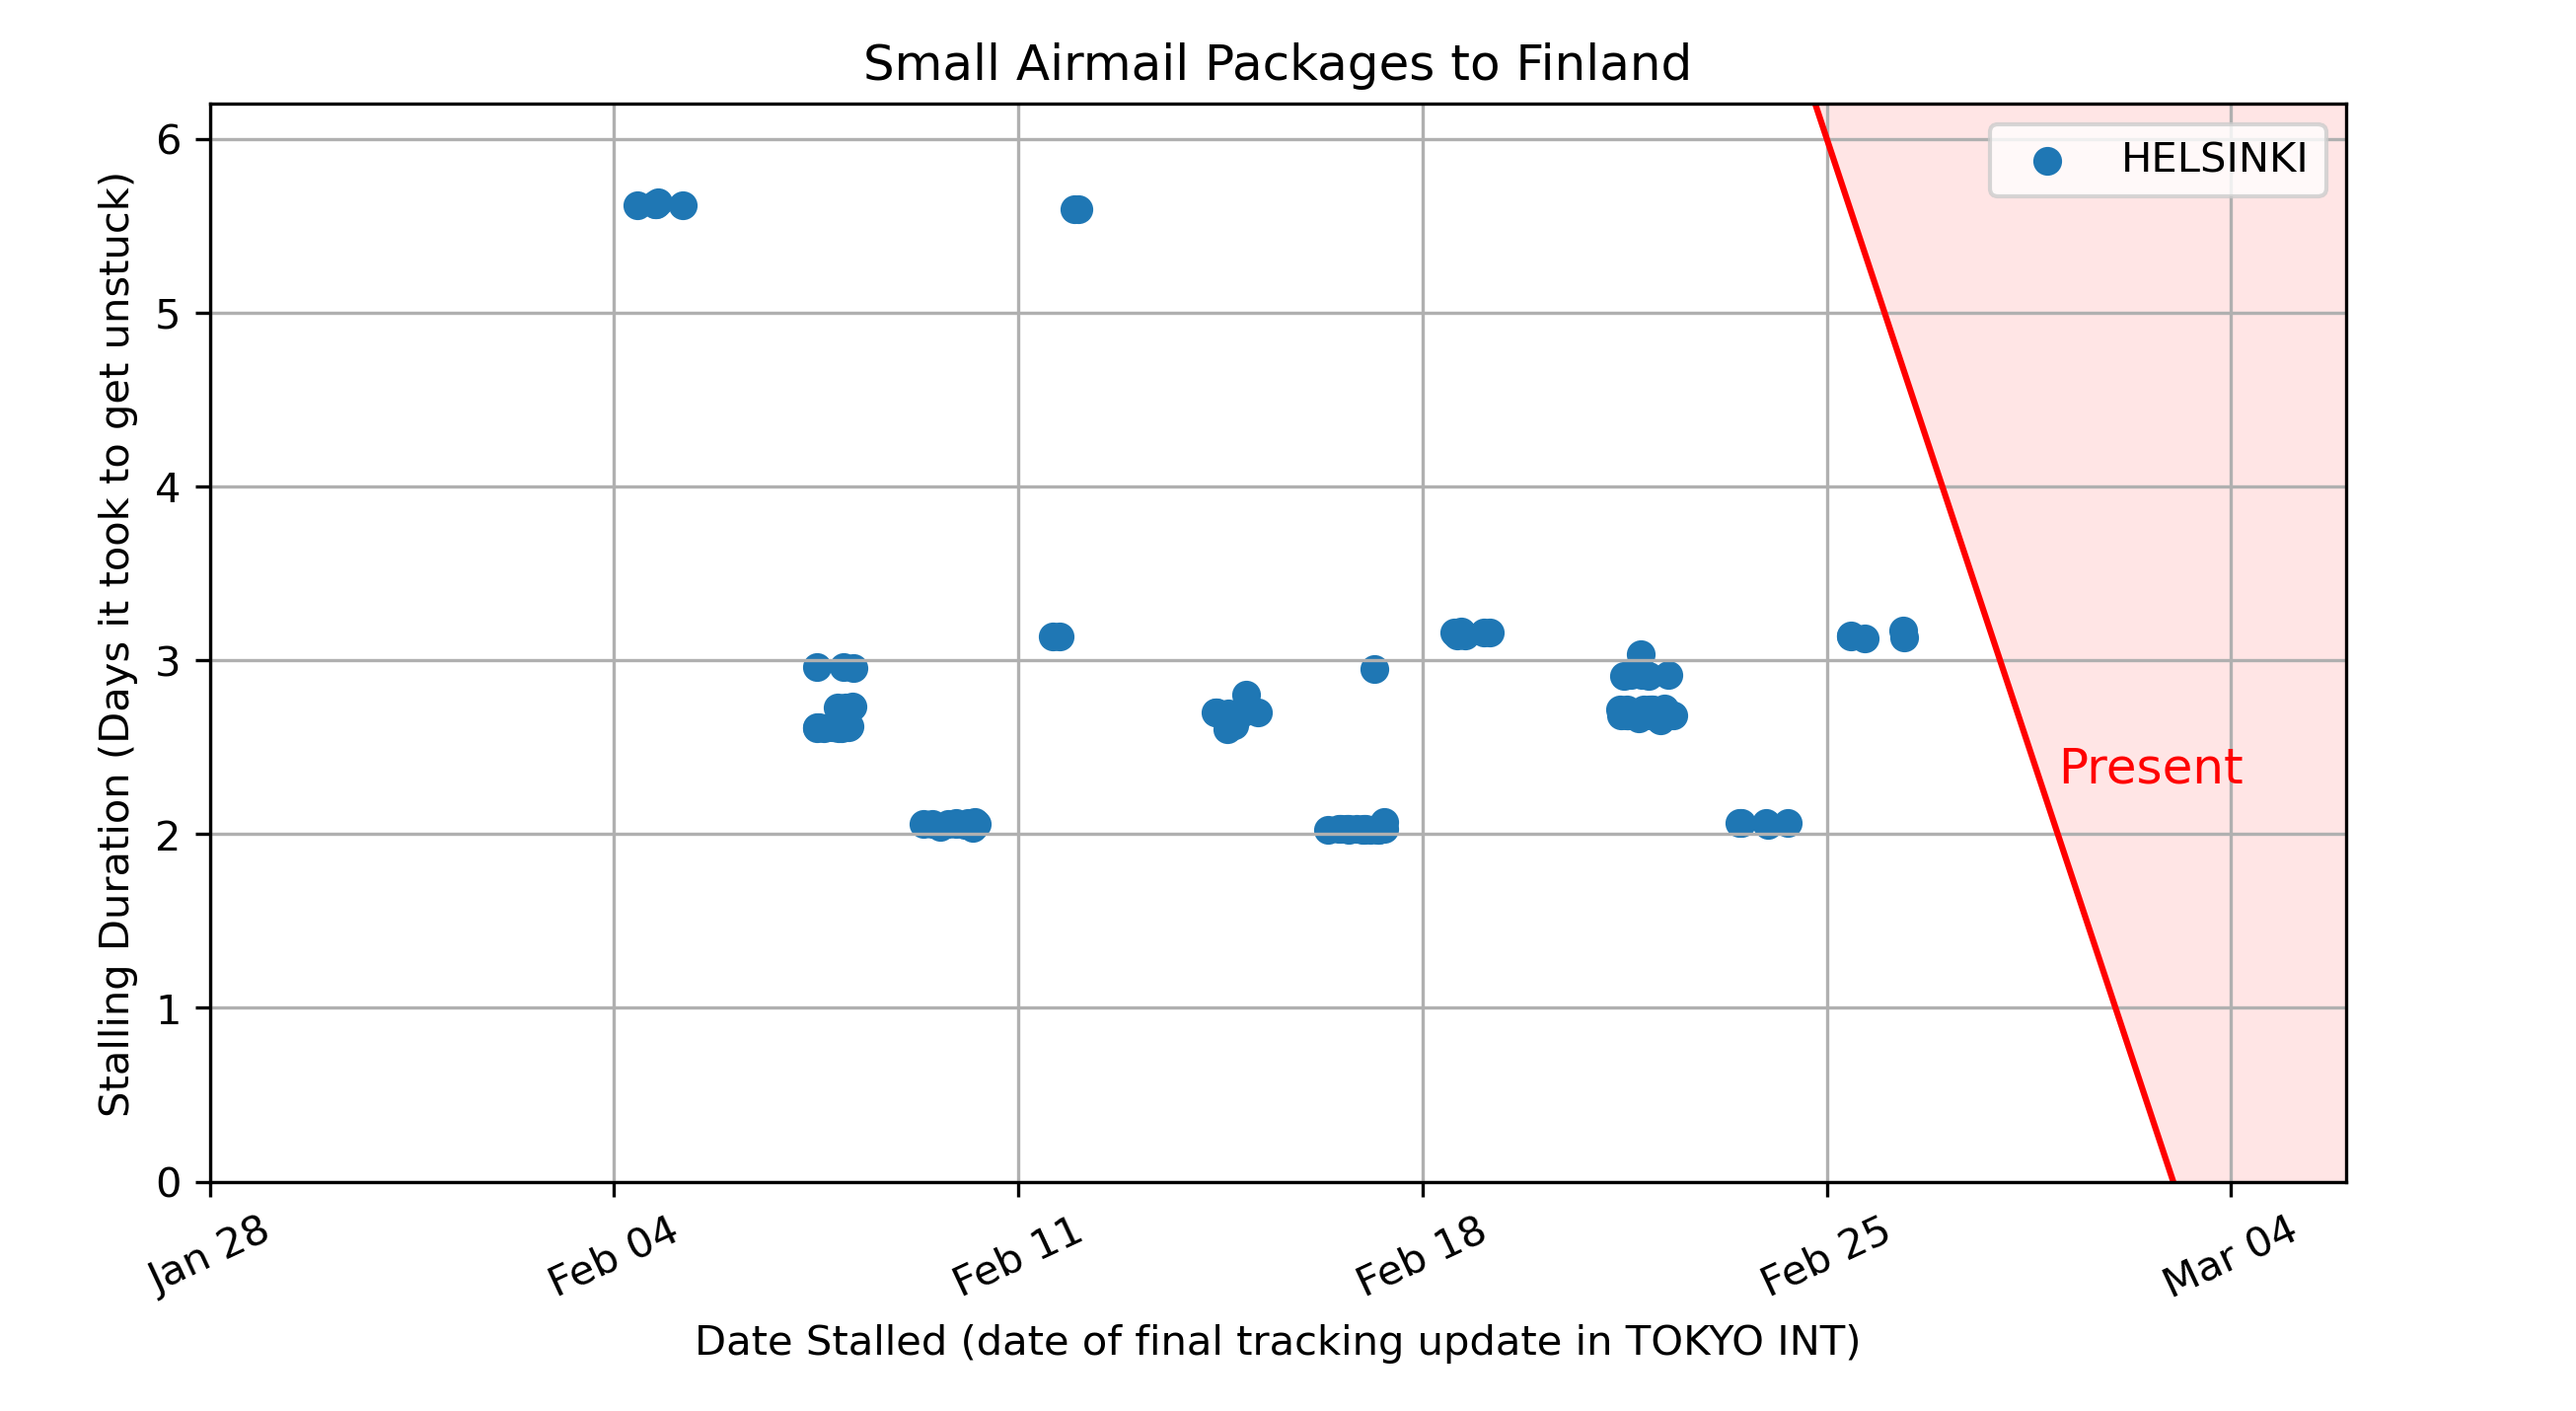 Small Airmail Packages to Finland
Stalling Duration (Days it took to get unstuck)
6
5
4
3
2
1
0
HELSINKI
Present
Jan 28
Feb 04
Feb 11
Feb 18
Feb 25
Mar 04
Date Stalled (date of final tracking update in TOKYO INT)